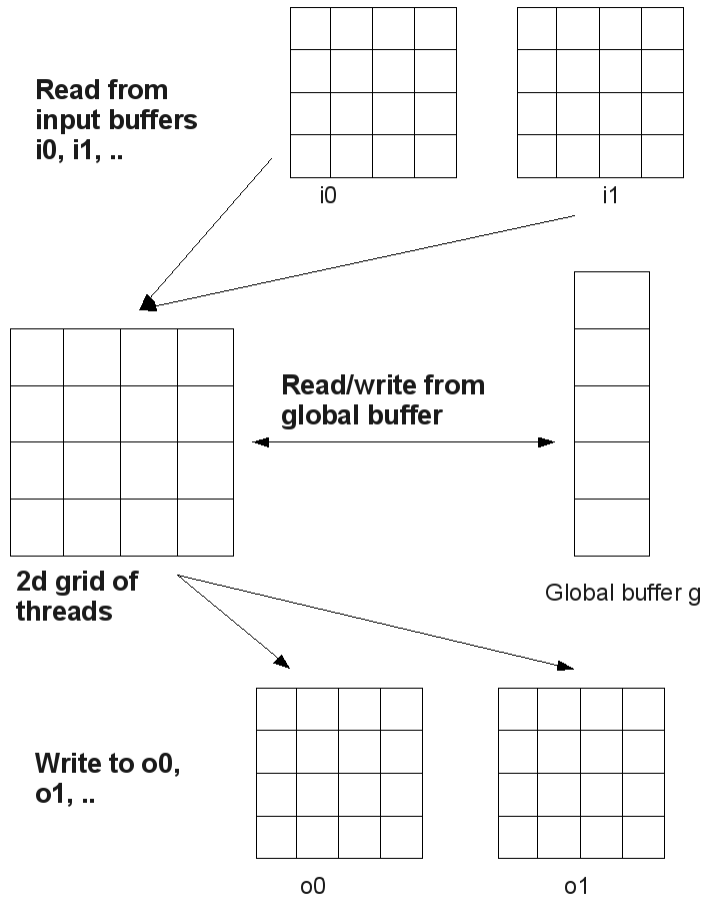 Read from
input buffers
i0, i1, ..
i0
i1
Read/write from
global buffer
2d grid of
threads
Global buffer g
Write to o0,
o1, ..
o0
o1